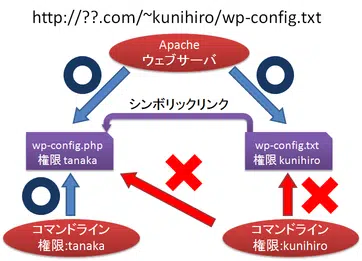 http://??.com/~kunihiro/wp-config.txt
Apache
ウェブサーバ
シンボリックリンク
wp-config.php
権限 tanaka
wp-config.txt
権限 kunihiro
コマンドライン
権限:tanaka
コマンドライン
権限:kunihiro